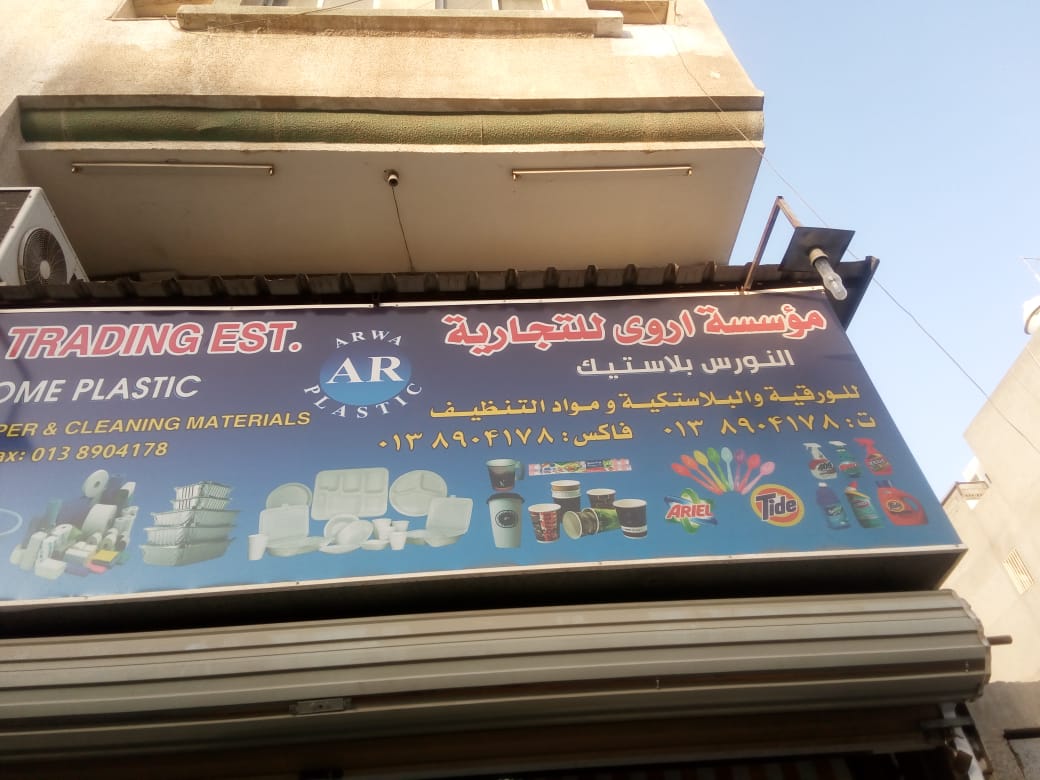 TRADING EST.
OME PLASTIC
PER & CLEANING MATERIALS
ax: 013 8904178
ARWA
AR
PLASTIC
مؤسسة اروى للتجارية
النورس بلاستيك
للورقية والبلاستكية و مواد التنظيف
ت: ٨٩٠٤١٧٨ ٠١٣ فاكس: ٨٩٠٤١٧٨ ٠١٣
ARIEL
Tide